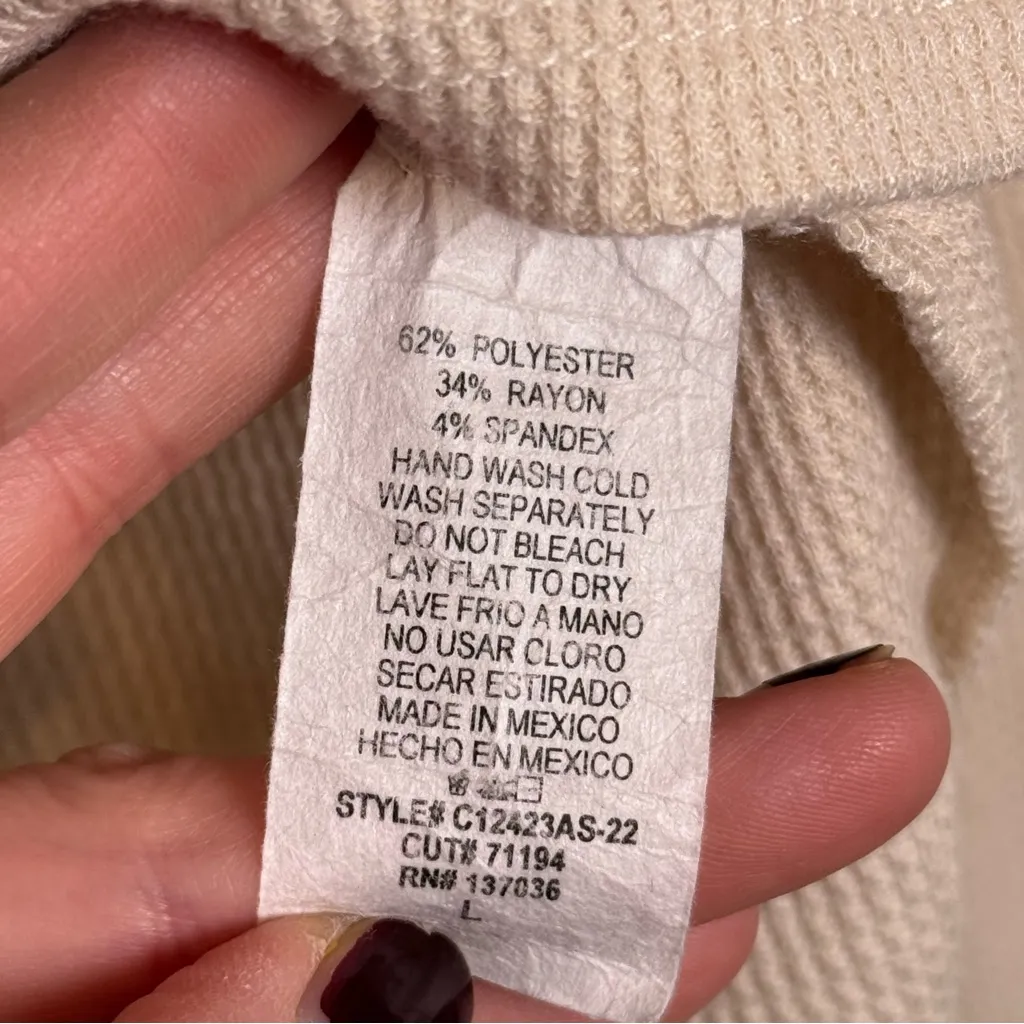 62% POLYESTER
34% RAYON
4% SPANDEX
HAND WASH COLD
WASH SEPARATELY
DO NOT BLEACH
LAY FLAT TO DRY
LAVE FRIO A MANO
NO USAR CLORO
SECAR ESTIRADO
MADE IN MEXICO
HECHO EN MEXICO
STYLE# C12423AS-22
CUT# 71194
RN# 137036
L